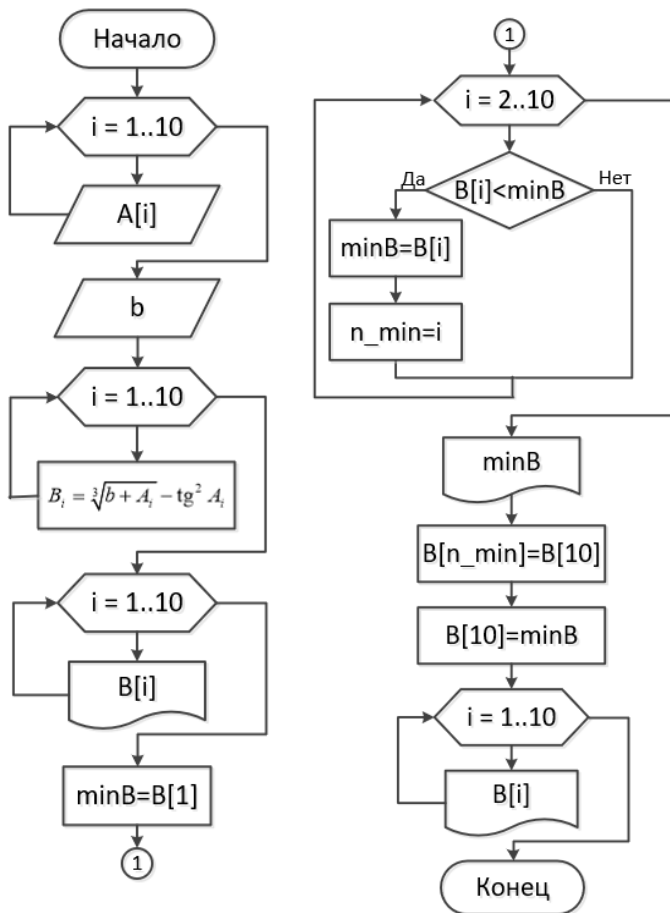 Начало
i = 1..10
A[i]
b
i = 1..10
B_i = ∛(b + A_i) − tg² A_i
i = 1..10
B[i]
minB=B[1]
1
1
i = 2..10
Да
Нет
B[i]<minB
minB=B[i]
n_min=i
minB
B[n_min]=B[10]
B[10]=minB
i = 1..10
B[i]
Конец